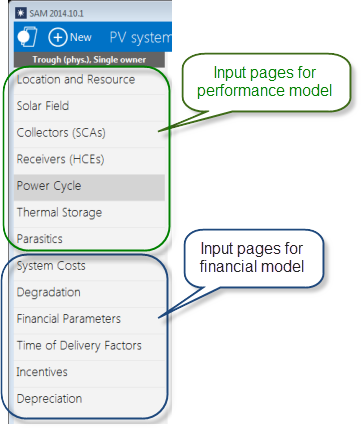 SAM 2014.10.1
New PV system
Trough (phys.), Single owner
Location and Resource
Solar Field
Collectors (SCAs)
Receivers (HCEs)
Power Cycle
Thermal Storage
Parasitics
System Costs
Degradation
Financial Parameters
Time of Delivery Factors
Incentives
Depreciation
Input pages for
performance model
Input pages for
financial model